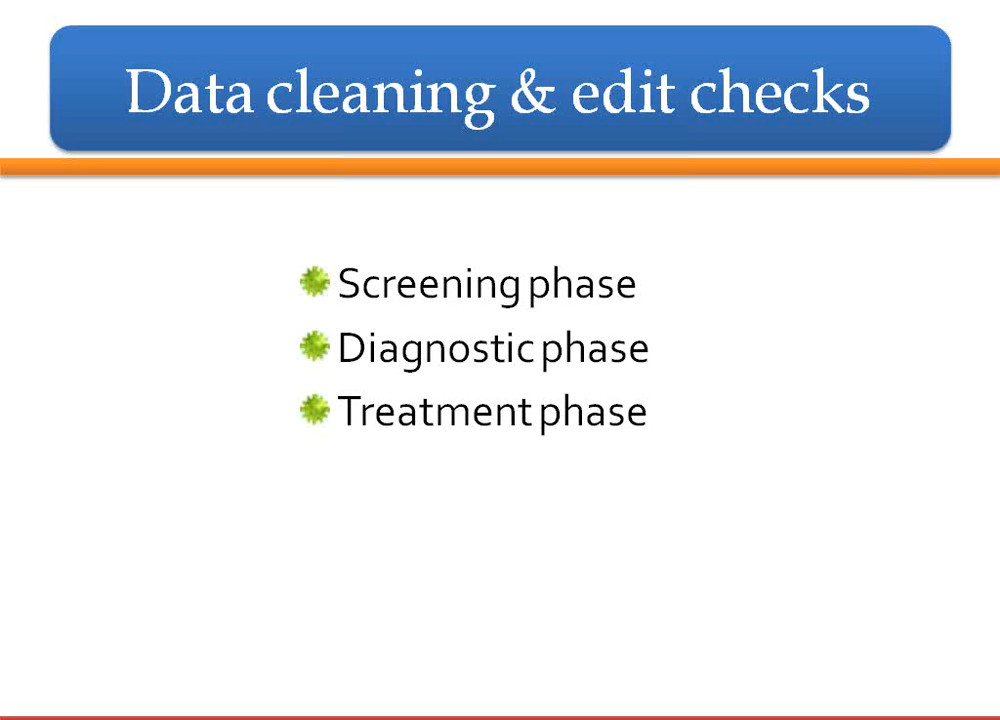 Data cleaning & edit checks
Screening phase
Diagnostic phase
Treatment phase